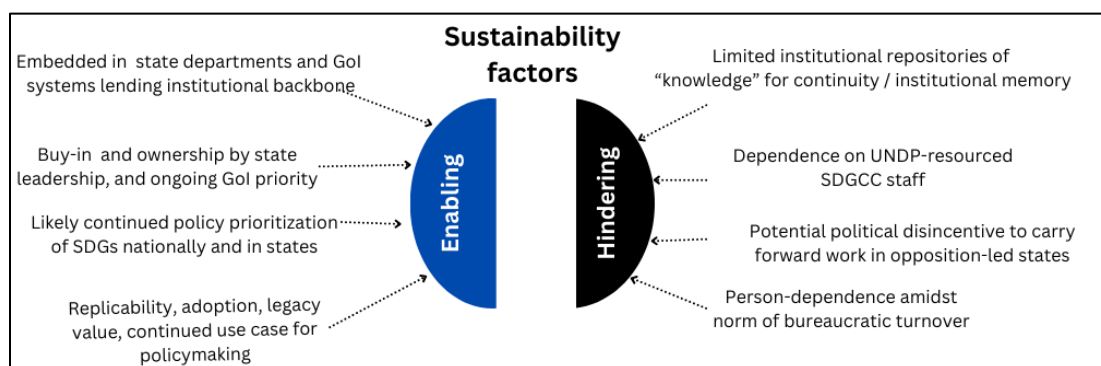 Sustainability
factors
Embedded in state departments and GoI
systems lending institutional backbone
Buy-in and ownership by state
leadership, and ongoing GoI priority
Likely continued policy prioritization
of SDGs nationally and in states
Replicability, adoption, legacy
value, continued use case for
policymaking
Enabling
Hindering
Limited institutional repositories of
“knowledge” for continuity / institutional memory
Dependence on UNDP-resourced
SDGCC staff
Potential political disincentive to carry
forward work in opposition-led states
Person-dependence amidst
norm of bureaucratic turnover